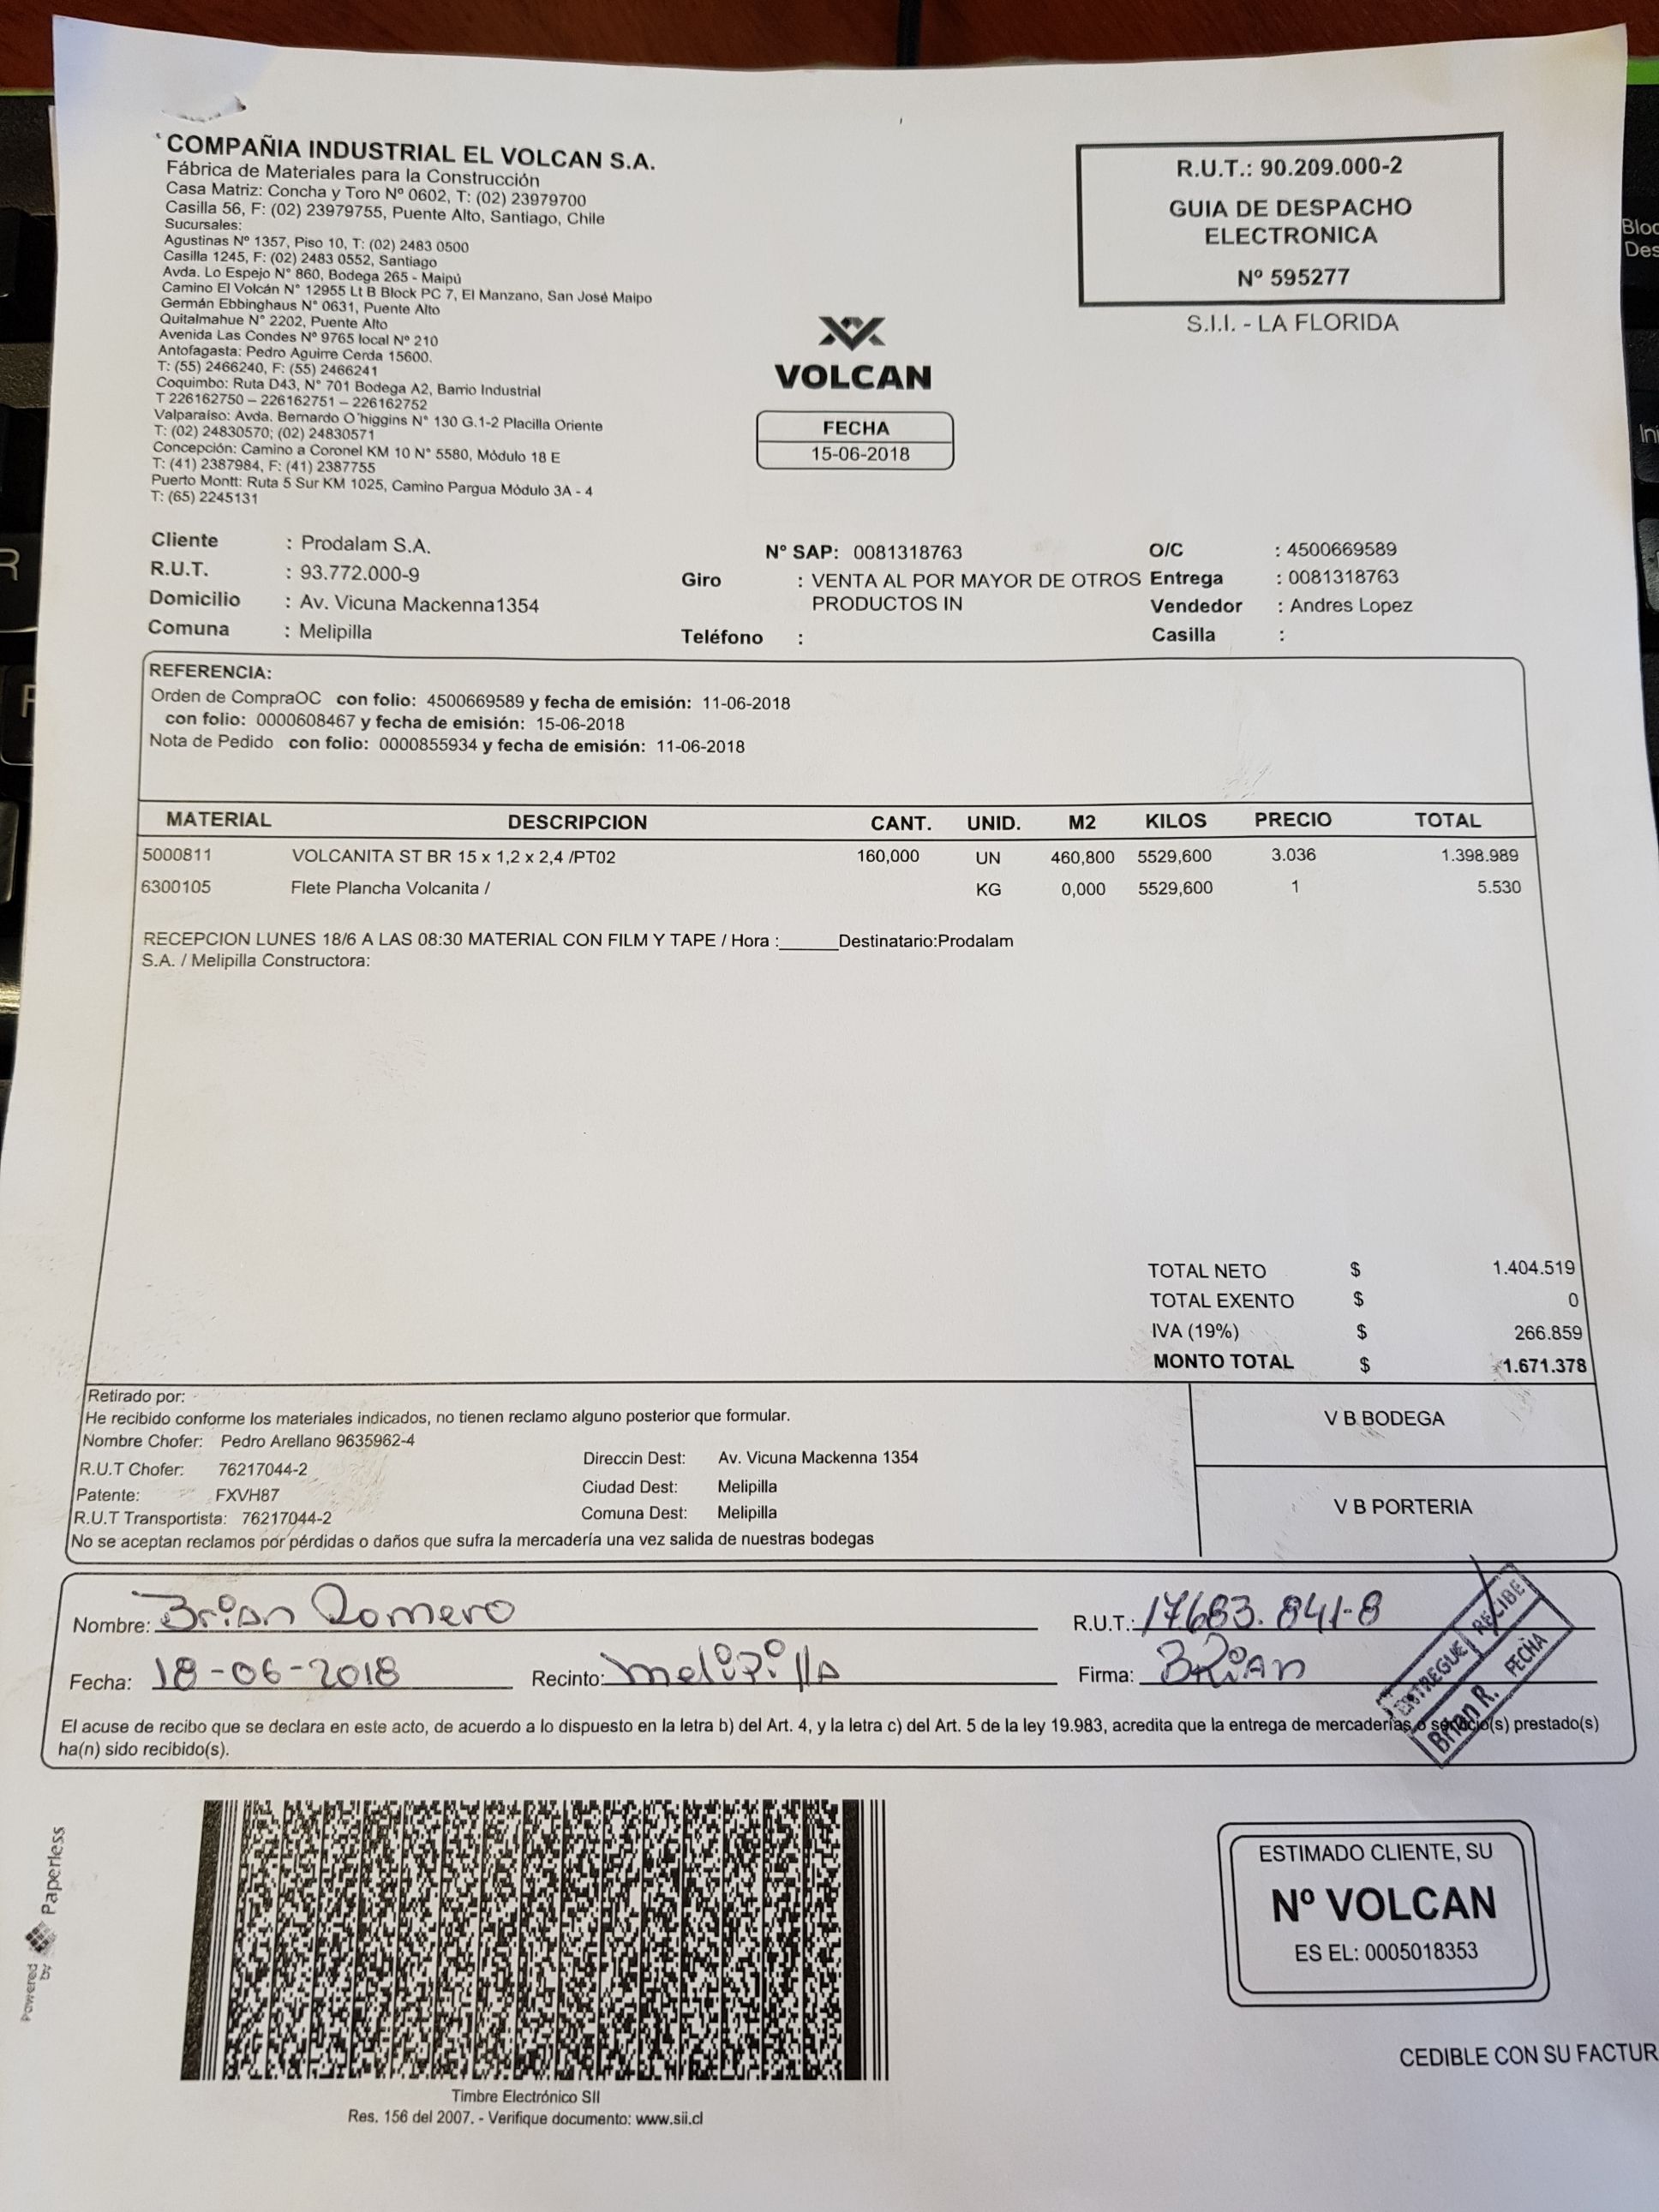 COMPAÑIA INDUSTRIAL EL VOLCAN S.A.
Fábrica de Materiales para la Construcción
Casa Matriz: Concha y Toro Nº 0602, T: (02) 23979700
Casilla 56, F: (02) 23979755, Puente Alto, Santiago, Chile
Sucursales:
Agustinas Nº 1357, Piso 10, T: (02) 2483 0500
Casilla 1245, F: (02) 2483 0552, Santiago
Avda. Lo Espejo N° 860, Bodega 265 - Maipú
Camino El Volcán N° 12955 Lt B Block PC 7, El Manzano, San José Maipo
Germán Ebbinghaus N° 0631, Puente Alto
Quitalmahue N° 2202, Puente Alto
Avenida Las Condes Nº 9765 local Nº 210
Antofagasta: Pedro Aguirre Cerda 15600.
T: (55) 2466240, F: (55) 2466241
Coquimbo: Ruta D43, N° 701 Bodega A2, Barrio Industrial
T 226162750 – 226162751 – 226162752
Valparaíso: Avda. Bernardo O´higgins N° 130 G.1-2 Placilla Oriente
T: (02) 24830570; (02) 24830571
Concepción: Camino a Coronel KM 10 N° 5580, Módulo 18 E
T: (41) 2387984, F: (41) 2387755
Puerto Montt: Ruta 5 Sur KM 1025, Camino Pargua Módulo 3A - 4
T: (65) 2245131
R.U.T.: 90.209.000-2
GUIA DE DESPACHO
ELECTRONICA
Nº 595277
S.I.I. - LA FLORIDA
VOLCAN
FECHA
15-06-2018
Cliente : Prodalam S.A. N° SAP: 0081318763 O/C : 4500669589
R.U.T. : 93.772.000-9 Giro : VENTA AL POR MAYOR DE OTROS Entrega : 0081318763
Domicilio : Av. Vicuna Mackenna1354 PRODUCTOS IN Vendedor : Andres Lopez
Comuna : Melipilla Teléfono : Casilla :
REFERENCIA:
Orden de CompraOC con folio: 4500669589 y fecha de emisión: 11-06-2018
con folio: 0000608467 y fecha de emisión: 15-06-2018
Nota de Pedido con folio: 0000855934 y fecha de emisión: 11-06-2018
MATERIAL DESCRIPCION CANT. UNID. M2 KILOS PRECIO TOTAL
5000811 VOLCANITA ST BR 15 x 1,2 x 2,4 /PT02 160,000 UN 460,800 5529,600 3.036 1.398.989
6300105 Flete Plancha Volcanita / KG 0,000 5529,600 1 5.530
RECEPCION LUNES 18/6 A LAS 08:30 MATERIAL CON FILM Y TAPE / Hora :______Destinatario:Prodalam
S.A. / Melipilla Constructora:
TOTAL NETO $ 1.404.519
TOTAL EXENTO $ 0
IVA (19%) $ 266.859
MONTO TOTAL $ 1.671.378
Retirado por:
He recibido conforme los materiales indicados, no tienen reclamo alguno posterior que formular.
Nombre Chofer: Pedro Arellano 9635962-4
R.U.T Chofer: 76217044-2
Patente: FXVH87
R.U.T Transportista: 76217044-2
Direccin Dest: Av. Vicuna Mackenna 1354
Ciudad Dest: Melipilla
Comuna Dest: Melipilla
No se aceptan reclamos por pérdidas o daños que sufra la mercadería una vez salida de nuestras bodegas
V B BODEGA
V B PORTERIA
Nombre: Brian Romero R.U.T.: 17.683.841-8
Fecha: 18-06-2018 Recinto: melipilla Firma: BRIAN
ENTREGUE RECIBE
Brian R. FECHA
El acuse de recibo que se declara en este acto, de acuerdo a lo dispuesto en la letra b) del Art. 4, y la letra c) del Art. 5 de la ley 19.983, acredita que la entrega de mercaderías o servicio(s) prestado(s)
ha(n) sido recibido(s).
Powered by Paperless
Timbre Electrónico SII
Res. 156 del 2007. - Verifique documento: www.sii.cl
ESTIMADO CLIENTE, SU
Nº VOLCAN
ES EL: 0005018353
CEDIBLE CON SU FACTUR